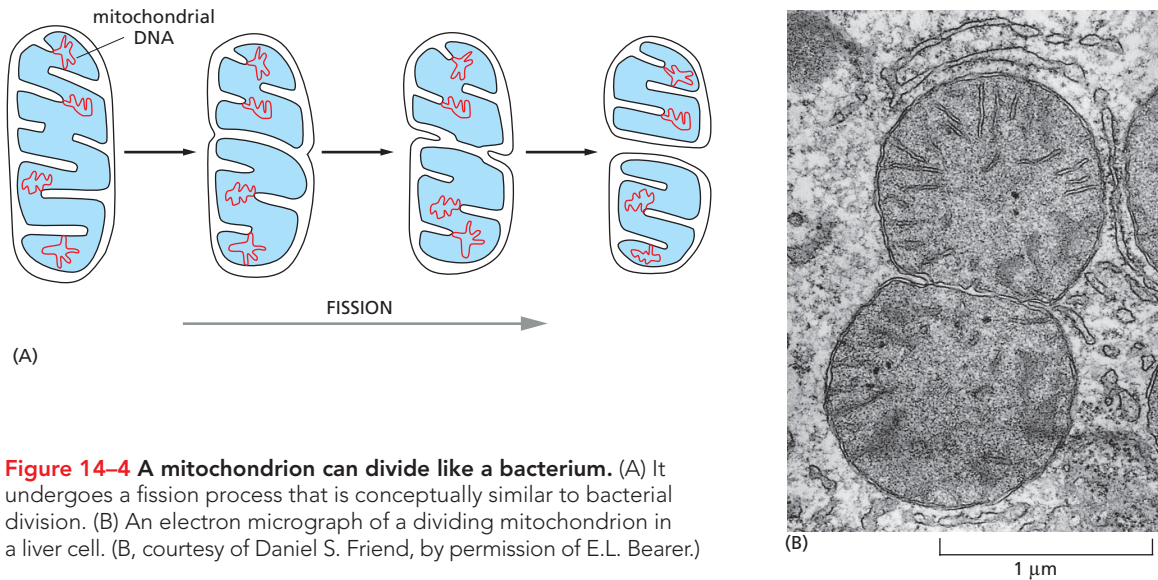 mitochondrial
DNA
FISSION
(A)
Figure 14–4 A mitochondrion can divide like a bacterium. (A) It
undergoes a fission process that is conceptually similar to bacterial
division. (B) An electron micrograph of a dividing mitochondrion in
a liver cell. (B, courtesy of Daniel S. Friend, by permission of E.L. Bearer.)
(B)
1 μm